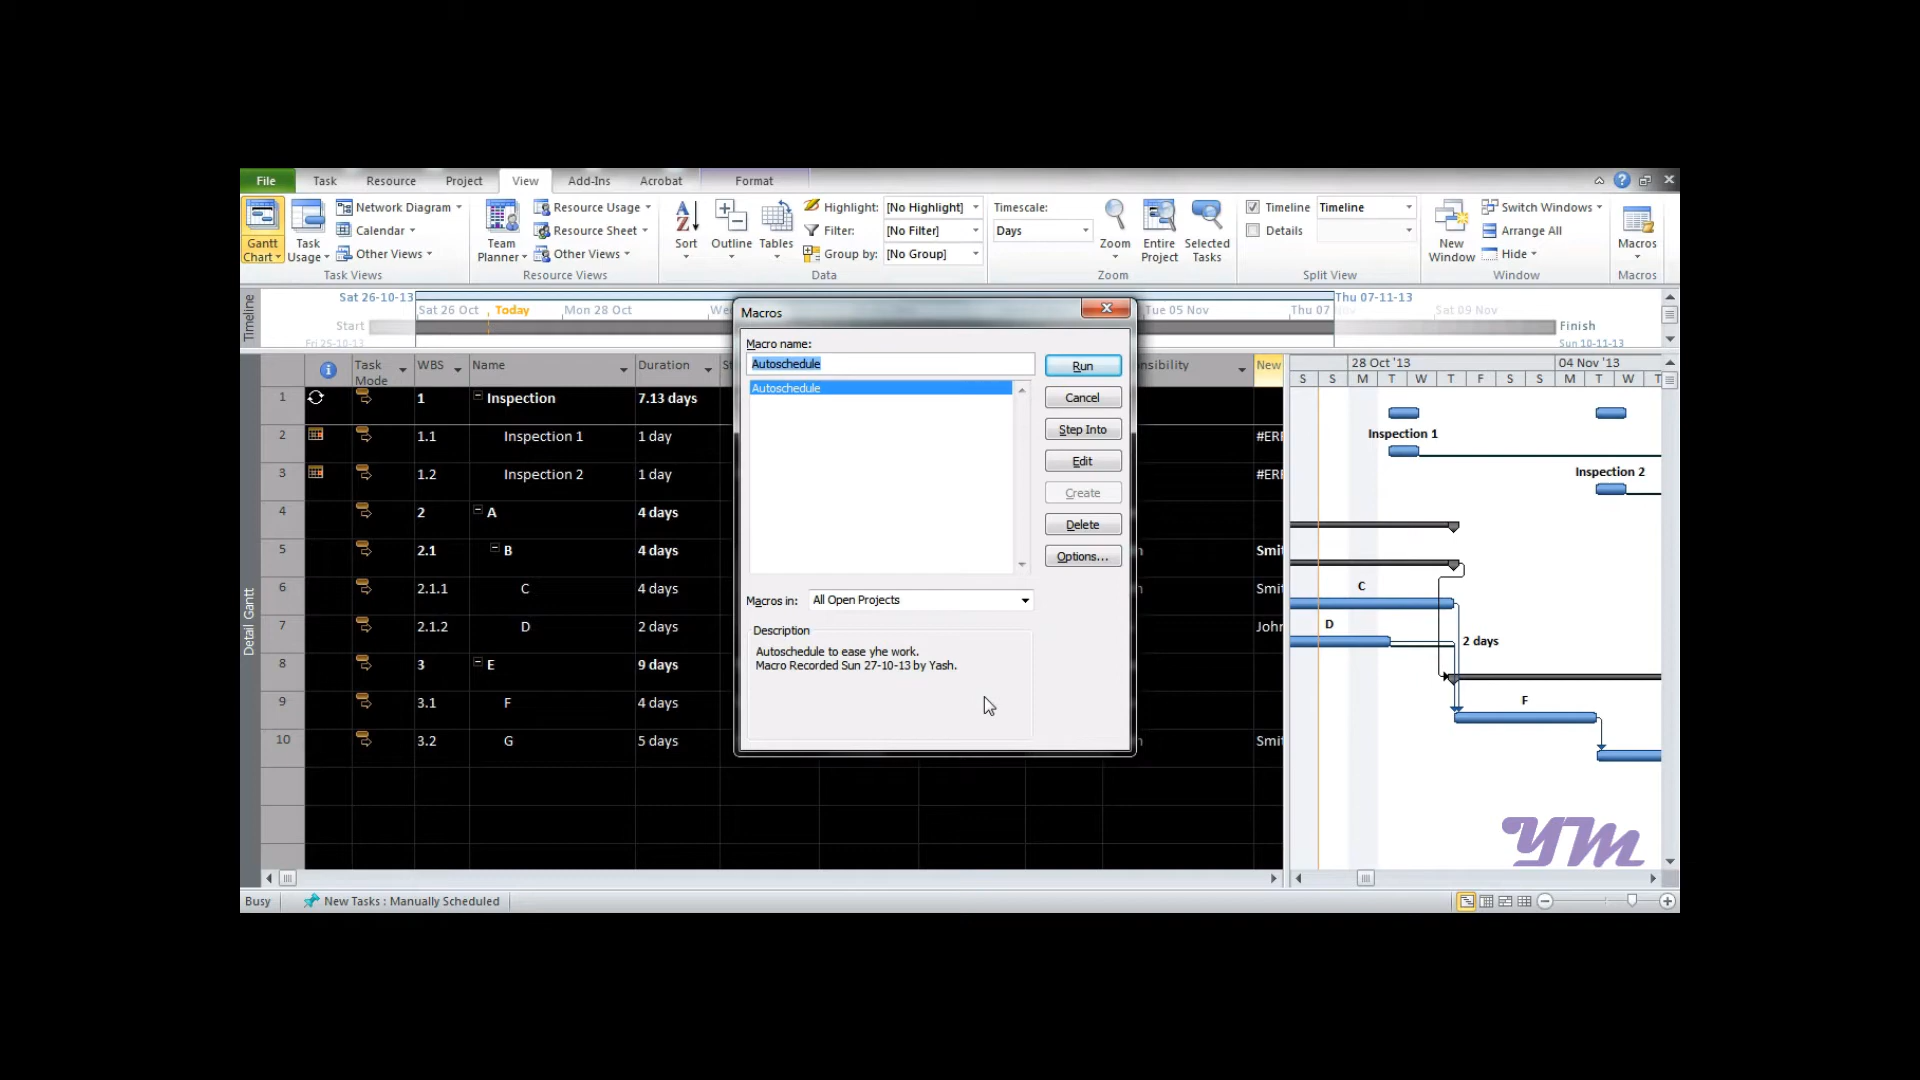 File Task Resource Project View Add-Ins Acrobat Format
Gantt Chart
Task Usage
Network Diagram
Calendar
Other Views
Task Views
Team Planner
Resource Usage
Resource Sheet
Other Views
Resource Views
Sort
Outline
Tables
Highlight: [No Highlight]
Filter: [No Filter]
Group by: [No Group]
Data
Timescale:
Days
Zoom
Entire Project
Selected Tasks
Zoom
Timeline Timeline
Details
Split View
New Window
Switch Windows
Arrange All
Hide
Window
Macros
Macros
Timeline
Sat 26-10-13
Sat 26 Oct Today Mon 28 Oct Tue 05 Nov Thu 07 Sat 09 Nov
Thu 07-11-13
Start
Fri 25-10-13
Finish
Sun 10-11-13
Detail Gantt
Task Mode WBS Name Duration New
1 1 Inspection 7.13 days
2 1.1 Inspection 1 1 day
3 1.2 Inspection 2 1 day
4 2 A 4 days
5 2.1 B 4 days
6 2.1.1 C 4 days
7 2.1.2 D 2 days
8 3 E 9 days
9 3.1 F 4 days
10 3.2 G 5 days
Macros
Macro name:
Autoschedule
Autoschedule
Run
Cancel
Step Into
Edit
Create
Delete
Options...
Macros in: All Open Projects
Description
Autoschedule to ease yhe work.
Macro Recorded Sun 27-10-13 by Yash.
28 Oct '13 04 Nov '13
S S M T W T F S S M T W T
Inspection 1
Inspection 2
C
D
2 days
F
YM
Busy New Tasks : Manually Scheduled